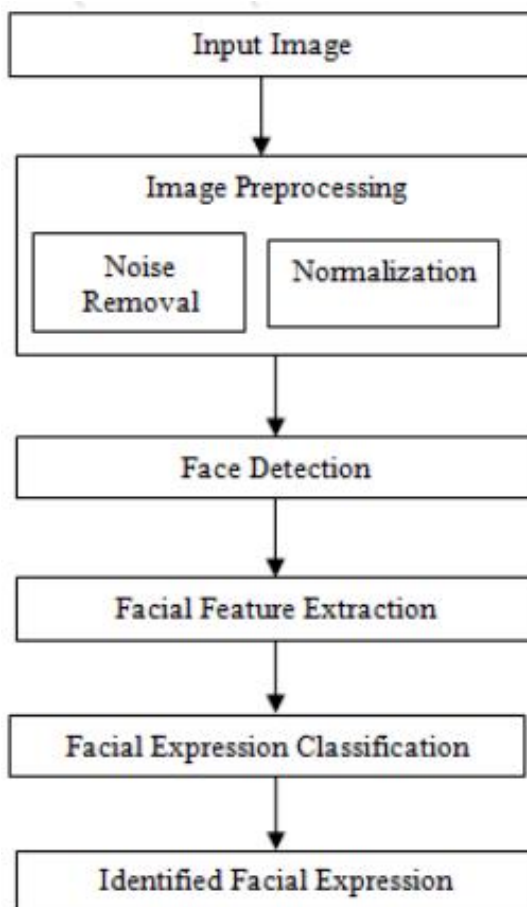 Input Image
Image Preprocessing
Noise
Removal
Normalization
Face Detection
Facial Feature Extraction
Facial Expression Classification
Identified Facial Expression